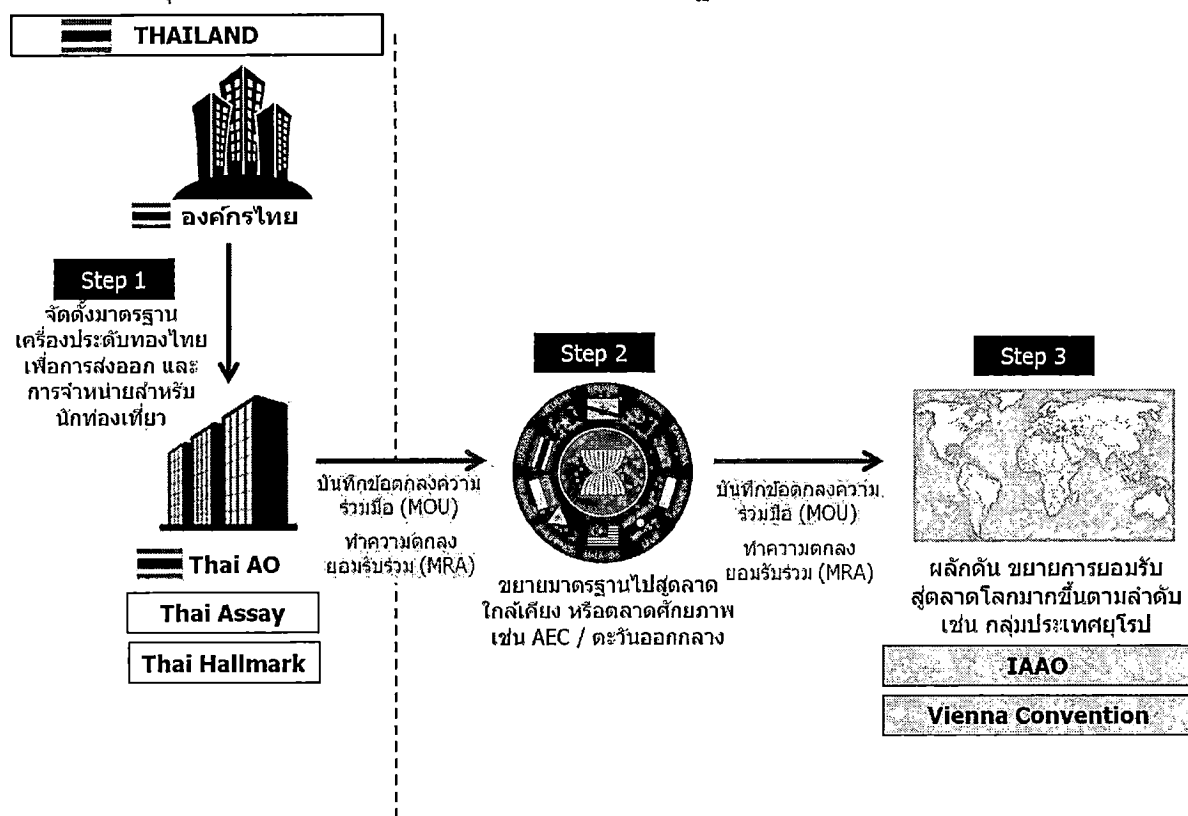 THAILAND
องค์กรไทย
Step 1
จัดตั้งมาตรฐาน
เครื่องประดับทองไทย
เพื่อการส่งออก และ
การจำหน่ายสำหรับ
นักท่องเที่ยว
Thai AO
Thai Assay
Thai Hallmark
บันทึกข้อตกลงความ
ร่วมมือ (MOU)
ทำความตกลง
ยอมรับร่วม (MRA)
Step 2
BRUNEI
ขยายมาตรฐานไปสู่ตลาด
ใกล้เคียง หรือตลาดศักยภาพ
เช่น AEC / ตะวันออกกลาง
บันทึกข้อตกลงความ
ร่วมมือ (MOU)
ทำความตกลง
ยอมรับร่วม (MRA)
Step 3
ผลักดัน ขยายการยอมรับ
สู่ตลาดโลกมากขึ้นตามลำดับ
เช่น กลุ่มประเทศยุโรป
IAAO
Vienna Convention